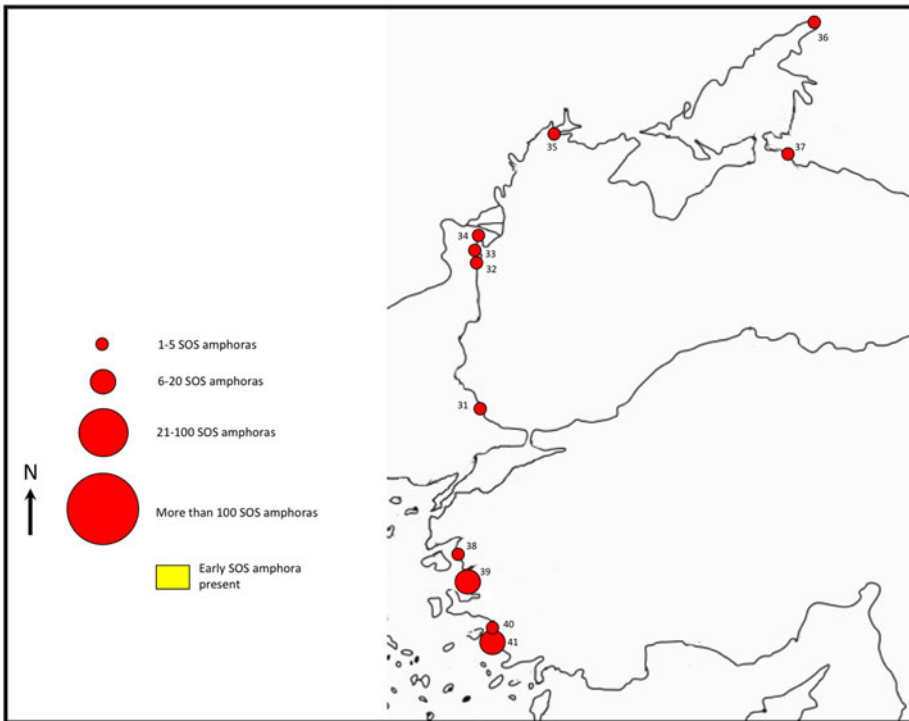 1-5 SOS amphoras
6-20 SOS amphoras
21-100 SOS amphoras
N
More than 100 SOS amphoras
Early SOS amphora
present
36
35
37
34
33
32
31
38
39
40
41